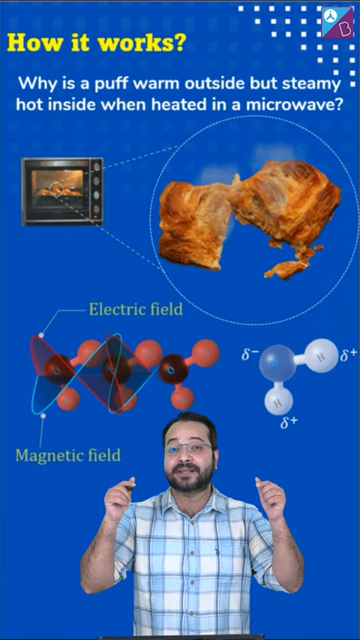 B
How it works?
Why is a puff warm outside but steamy
hot inside when heated in a microwave?
Electric field
δ− H δ+
H
δ+
Magnetic field